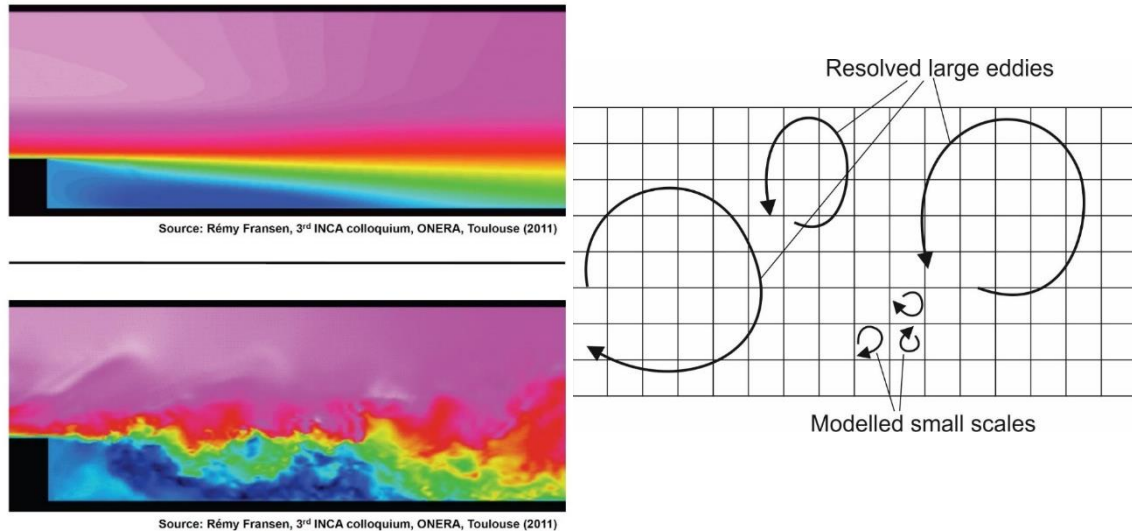 Source: Rémy Fransen, 3rd INCA colloquium, ONERA, Toulouse (2011)
Source: Rémy Fransen, 3rd INCA colloquium, ONERA, Toulouse (2011)
Resolved large eddies
Modelled small scales